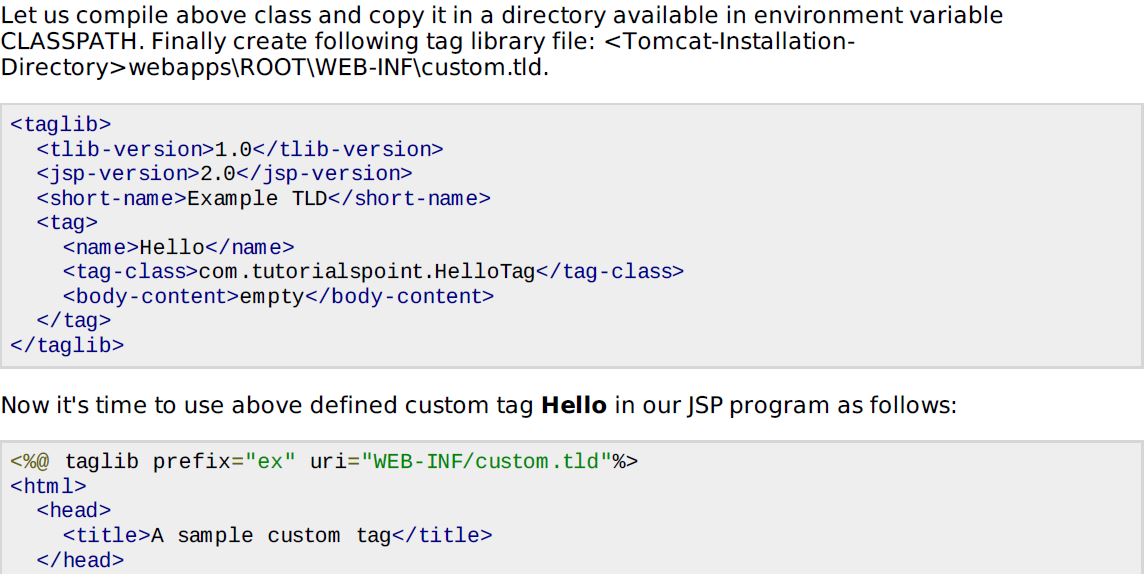 Let us compile above class and copy it in a directory available in environment variable
CLASSPATH. Finally create following tag library file: <Tomcat-Installation-
Directory>webapps\ROOT\WEB-INF\custom.tld.
<taglib>
  <tlib-version>1.0</tlib-version>
  <jsp-version>2.0</jsp-version>
  <short-name>Example TLD</short-name>
  <tag>
    <name>Hello</name>
    <tag-class>com.tutorialspoint.HelloTag</tag-class>
    <body-content>empty</body-content>
  </tag>
</taglib>
Now it's time to use above defined custom tag Hello in our JSP program as follows:
<%@ taglib prefix="ex" uri="WEB-INF/custom.tld"%>
<html>
  <head>
    <title>A sample custom tag</title>
  </head>